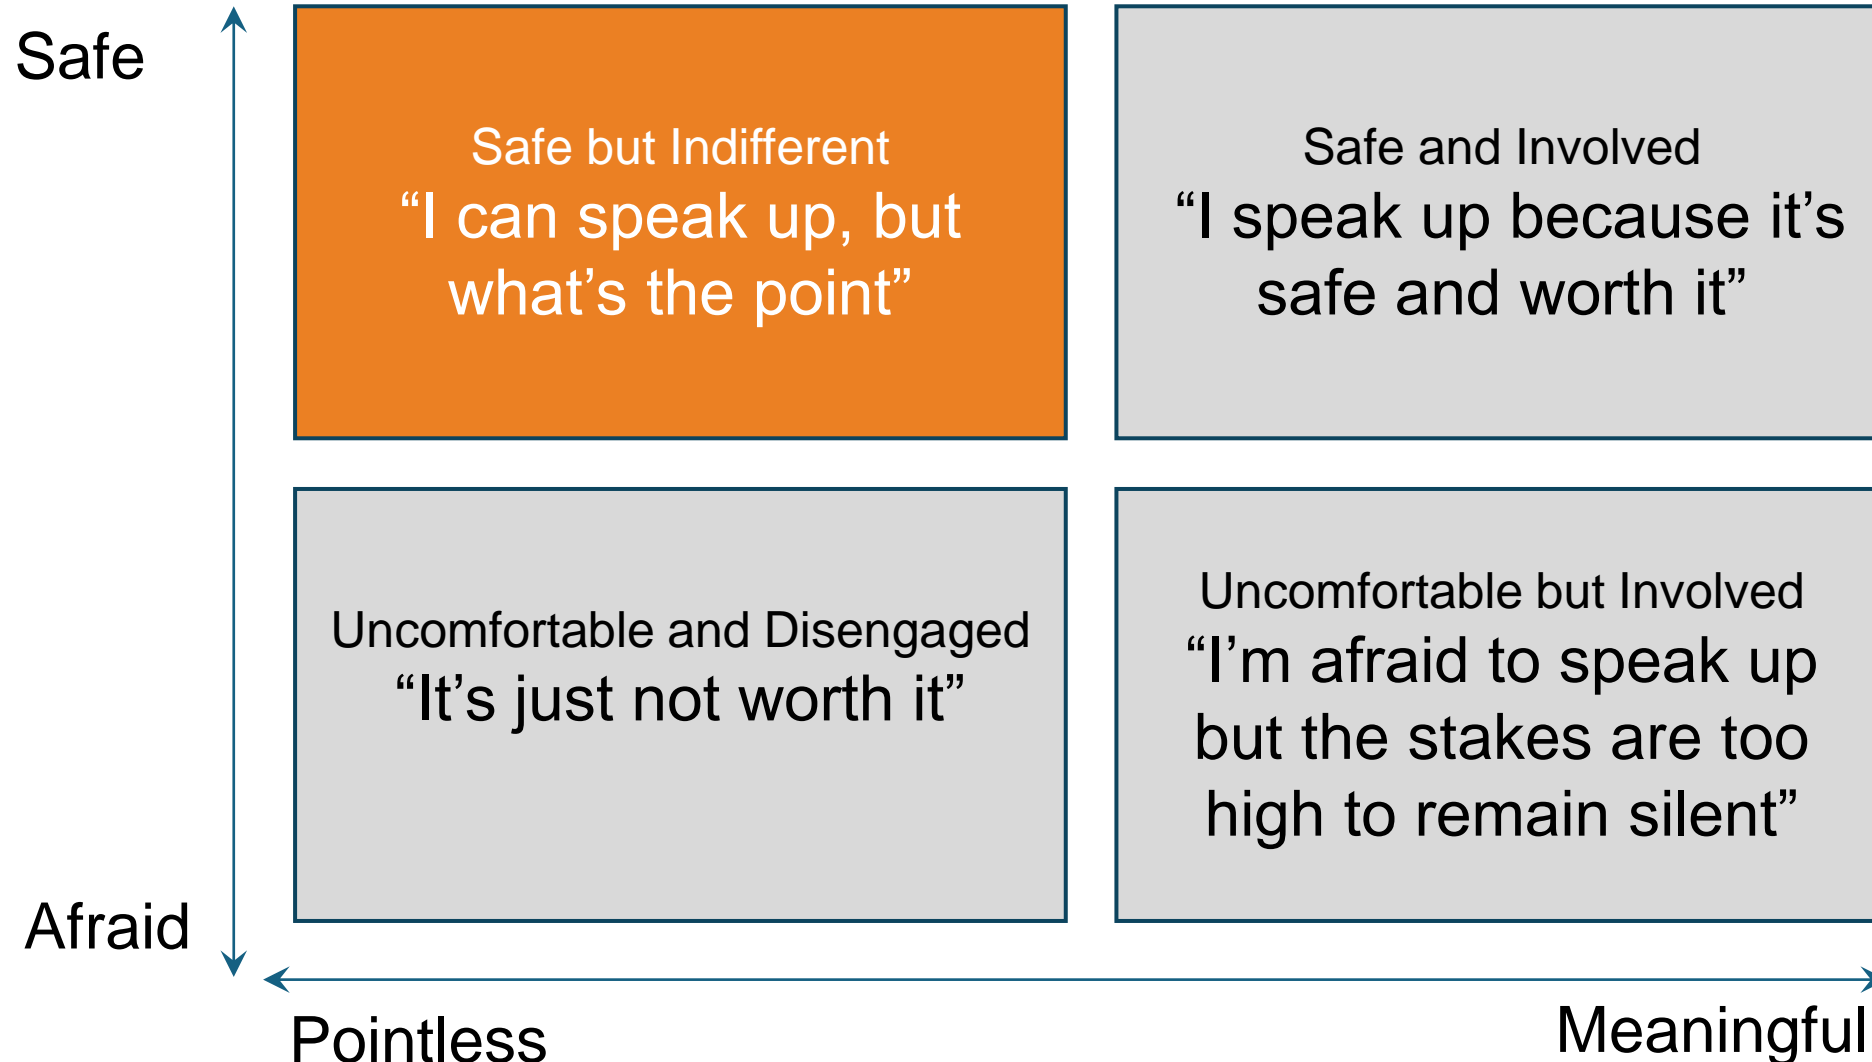 Safe
Safe but Indifferent
“I can speak up, but
what’s the point”
Safe and Involved
“I speak up because it’s
safe and worth it”
Uncomfortable and Disengaged
“It’s just not worth it”
Uncomfortable but Involved
“I’m afraid to speak up
but the stakes are too
high to remain silent”
Afraid
Pointless
Meaningful